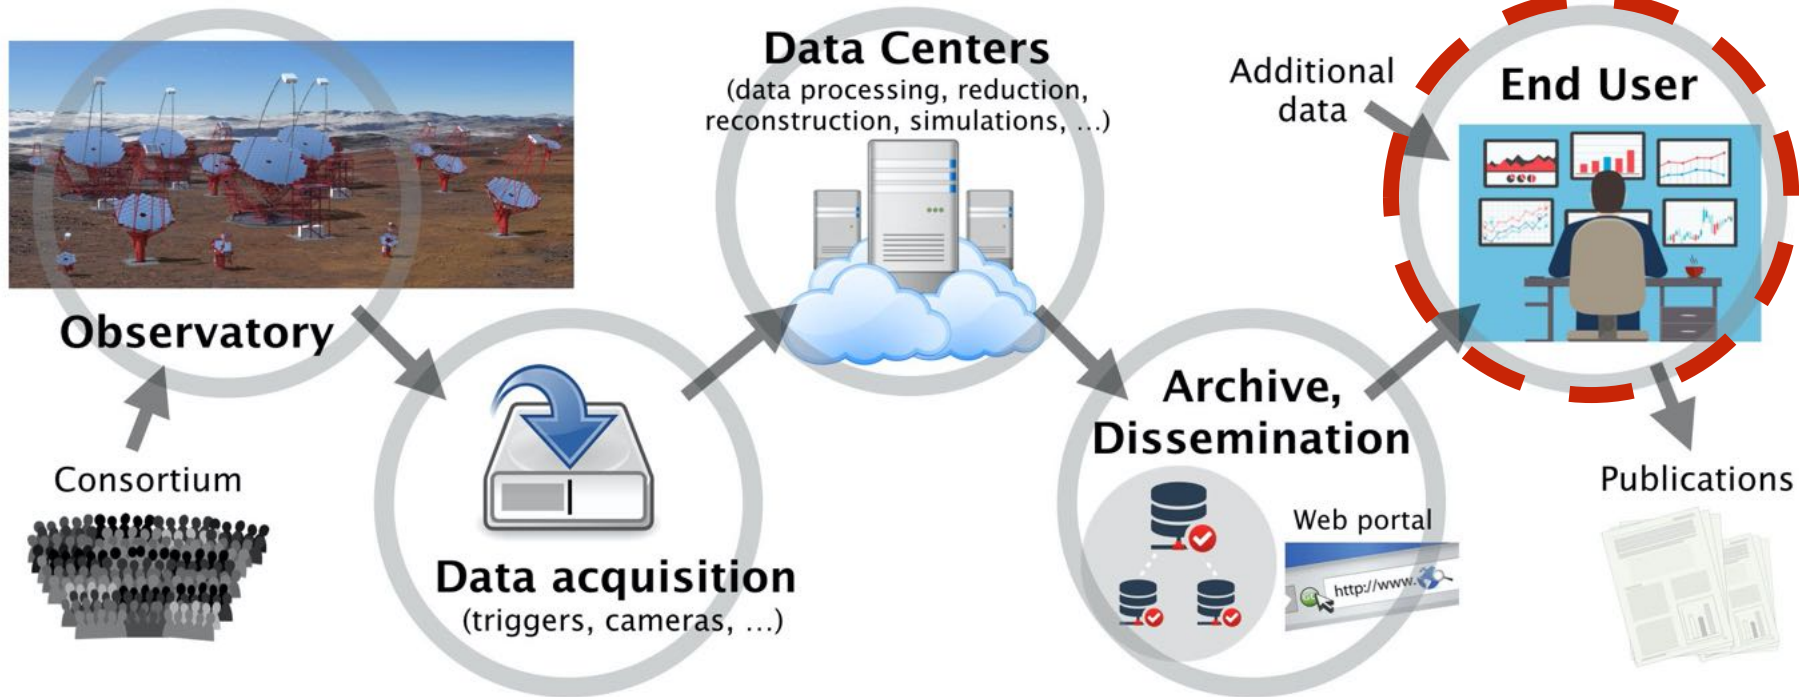 Observatory
Consortium
Data acquisition
(triggers, cameras, ...)
Data Centers
(data processing, reduction,
reconstruction, simulations, ...)
Archive,
Dissemination
Web portal
http://www.
Additional
data
End User
Publications